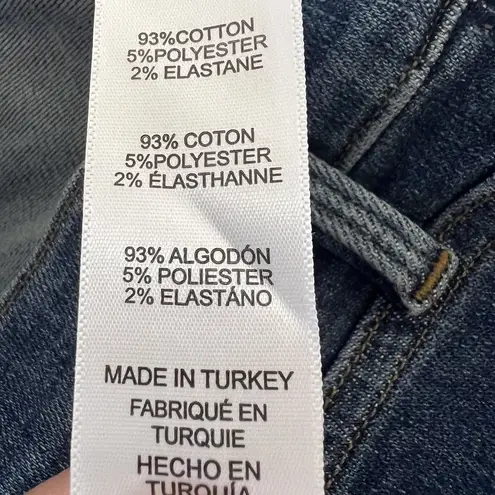 93%COTTON
5%POLYESTER
2% ELASTANE
93% COTON
5%POLYESTER
2% ÉLASTHANNE
93% ALGODÓN
5% POLIESTER
2% ELASTÁNO
MADE IN TURKEY
FABRIQUÉ EN
TURQUIE
HECHO EN
TURQUÍA